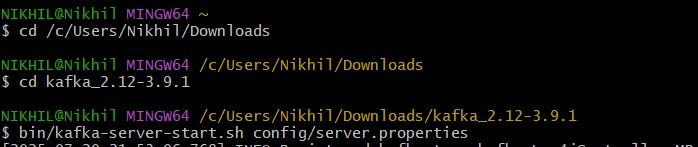 NIKHIL@Nikhil MINGW64 ~
$ cd /c/Users/Nikhil/Downloads
NIKHIL@Nikhil MINGW64 /c/Users/Nikhil/Downloads
$ cd kafka_2.12-3.9.1
NIKHIL@Nikhil MINGW64 /c/Users/Nikhil/Downloads/kafka_2.12-3.9.1
$ bin/kafka-server-start.sh config/server.properties